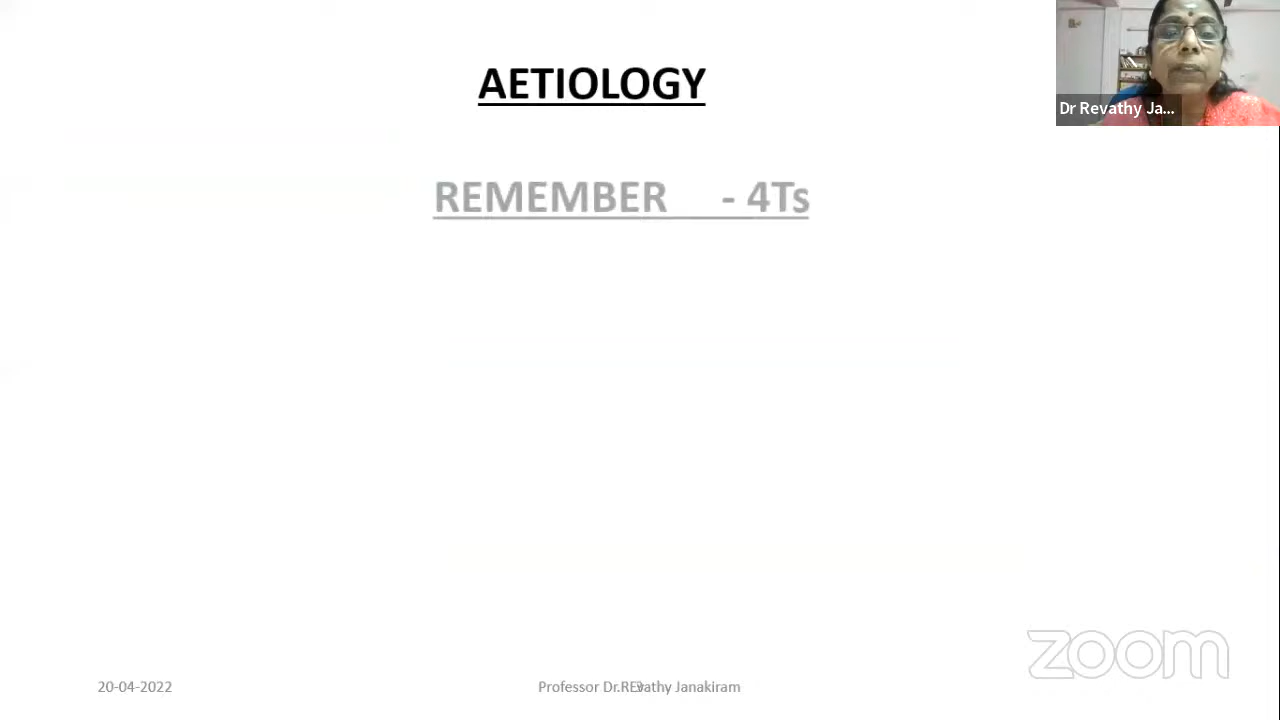 AETIOLOGY
Dr Revathy Ja...
REMEMBER - 4Ts
zoom
20-04-2022
Professor Dr.REvathy Janakiram